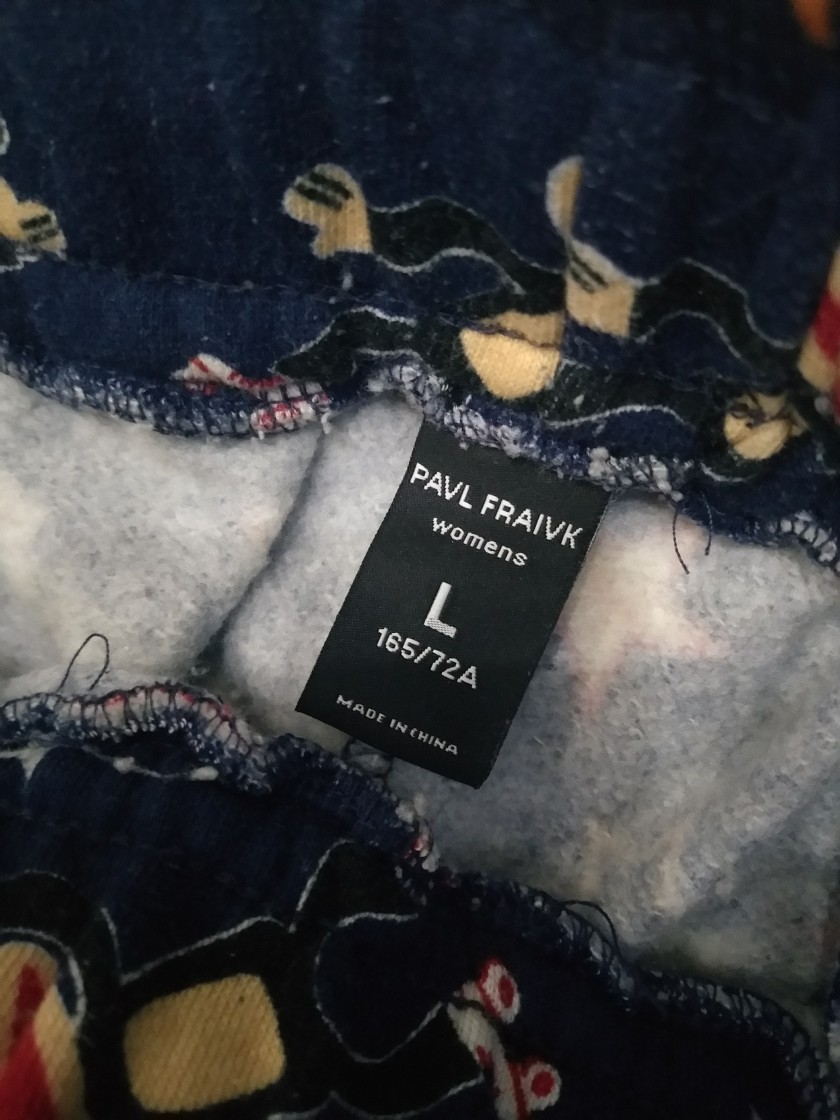 PAVL FRAIVK
womens
L
165/72A
MADE IN CHINA